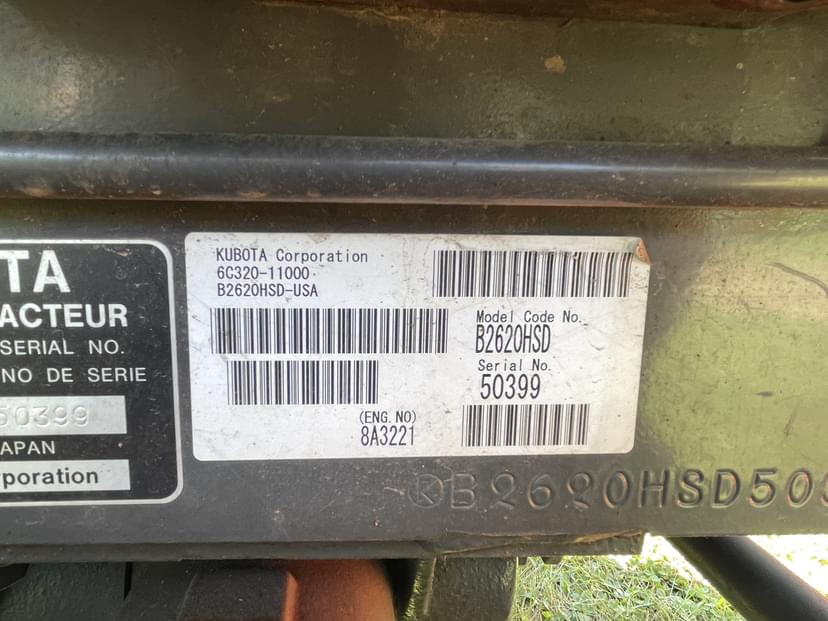 TA
ACTEUR
SERIAL NO.
NO DE SERIE
50399
APAN
poration
KUBOTA Corporation
6C320-11000
B2620HSD-USA
Model Code No.
B2620HSD
Serial No.
50399
(ENG.NO)
8A3221
ⓀB2620HSD503